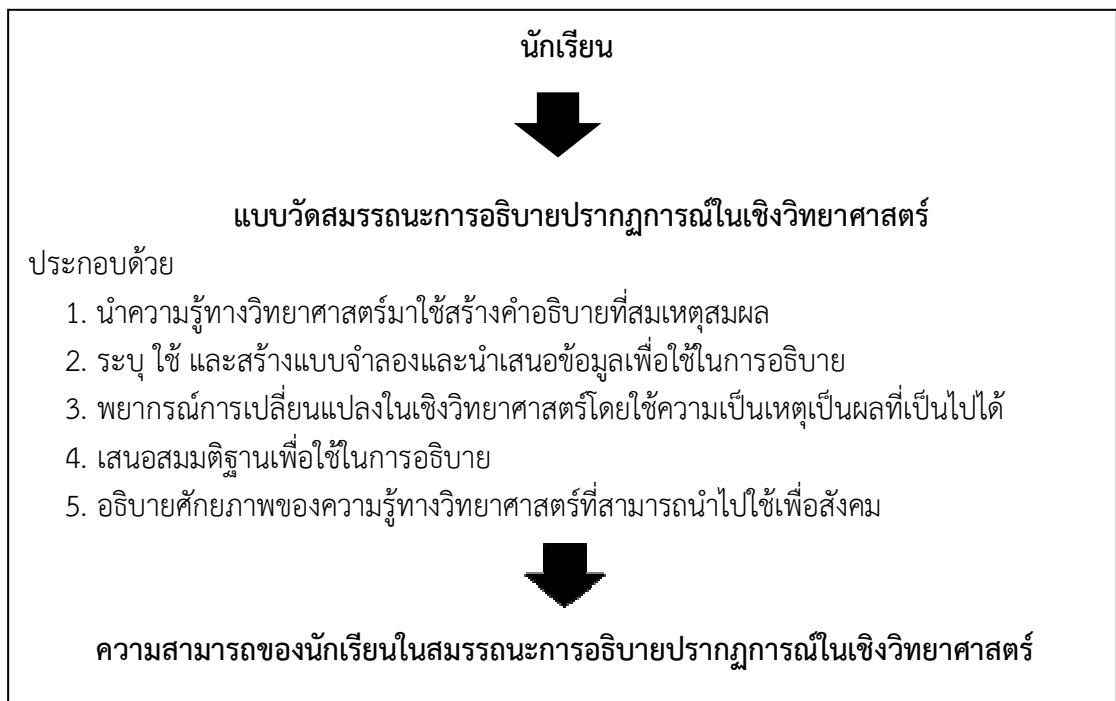 นักเรียน
แบบวัดสมรรถนะการอธิบายปรากฏการณ์ในเชิงวิทยาศาสตร์
ประกอบด้วย
1. นำความรู้ทางวิทยาศาสตร์มาใช้สร้างคำอธิบายที่สมเหตุสมผล
2. ระบุ ใช้ และสร้างแบบจำลองและนำเสนอข้อมูลเพื่อใช้ในการอธิบาย
3. พยากรณ์การเปลี่ยนแปลงในเชิงวิทยาศาสตร์โดยใช้ความเป็นเหตุเป็นผลที่เป็นไปได้
4. เสนอสมมติฐานเพื่อใช้ในการอธิบาย
5. อธิบายศักยภาพของความรู้ทางวิทยาศาสตร์ที่สามารถนำไปใช้เพื่อสังคม
ความสามารถของนักเรียนในสมรรถนะการอธิบายปรากฏการณ์ในเชิงวิทยาศาสตร์